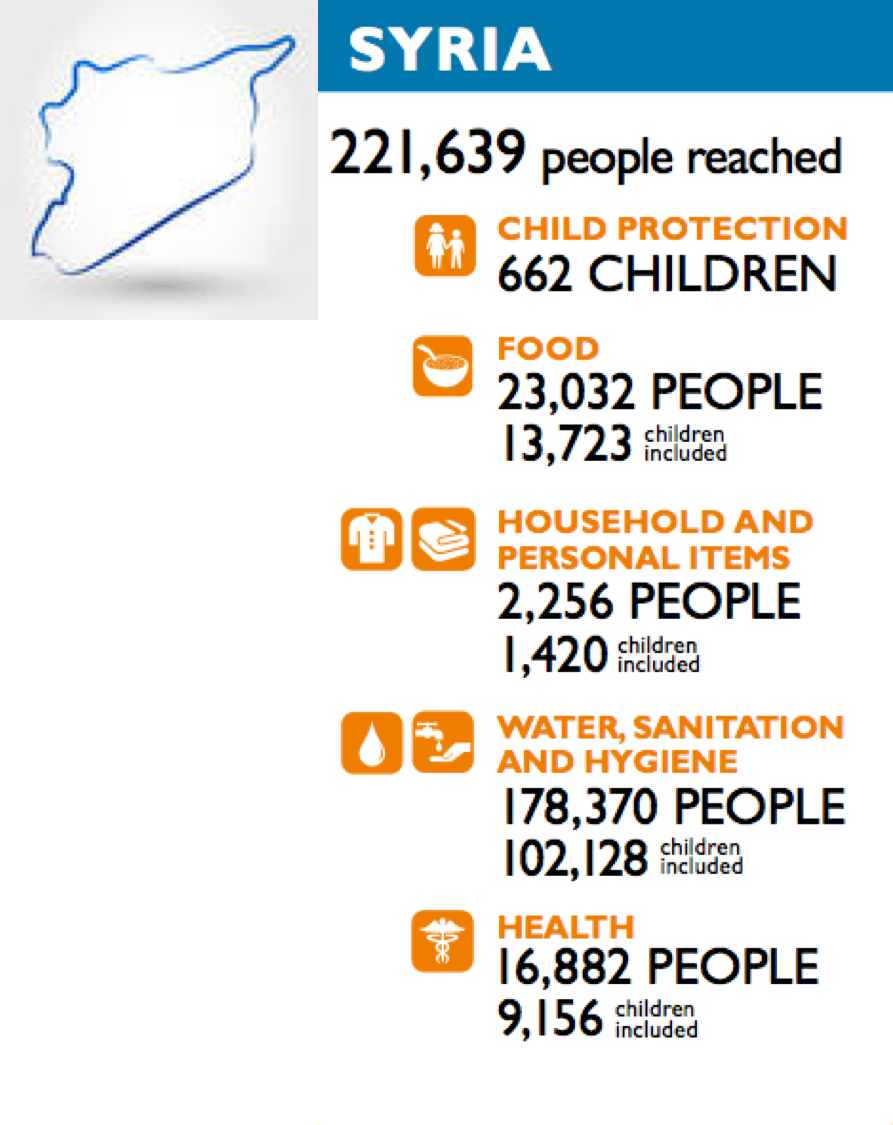 SYRIA
221,639 people reached
CHILD PROTECTION
662 CHILDREN
FOOD
23,032 PEOPLE
13,723 children included
HOUSEHOLD AND
PERSONAL ITEMS
2,256 PEOPLE
1,420 children included
WATER, SANITATION
AND HYGIENE
178,370 PEOPLE
102,128 children included
HEALTH
16,882 PEOPLE
9,156 children included